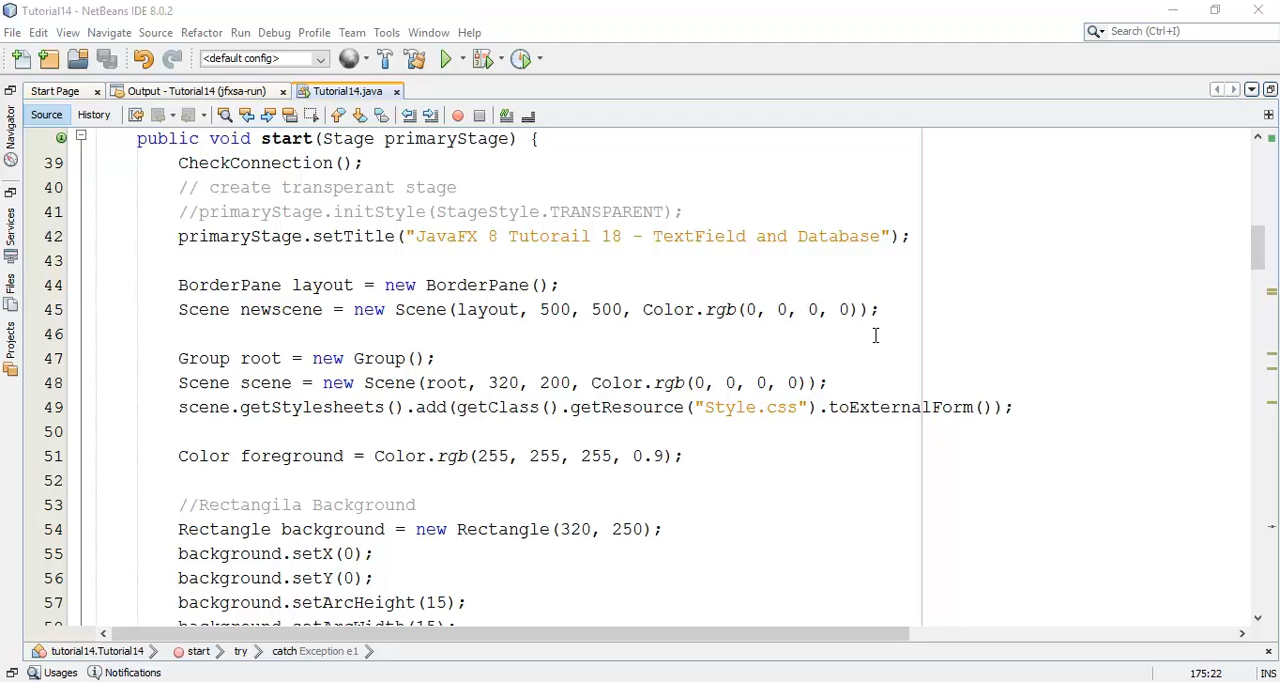 Tutorial14 - NetBeans IDE 8.0.2
File Edit View Navigate Source Refactor Run Debug Profile Team Tools Window Help
Search (Ctrl+I)
<default config>
Start Page
Output - Tutorial14 (jfxsa-run)
Tutorial14.java
Source History
Navigator
Services
Files
Projects
public void start(Stage primaryStage) {
39 CheckConnection();
40 // create transperant stage
41 //primaryStage.initStyle(StageStyle.TRANSPARENT);
42 primaryStage.setTitle("JavaFX 8 Tutorail 18 - TextField and Database");
43
44 BorderPane layout = new BorderPane();
45 Scene newscene = new Scene(layout, 500, 500, Color.rgb(0, 0, 0, 0));
46
47 Group root = new Group();
48 Scene scene = new Scene(root, 320, 200, Color.rgb(0, 0, 0, 0));
49 scene.getStylesheets().add(getClass().getResource("Style.css").toExternalForm());
50
51 Color foreground = Color.rgb(255, 255, 255, 0.9);
52
53 //Rectangila Background
54 Rectangle background = new Rectangle(320, 250);
55 background.setX(0);
56 background.setY(0);
57 background.setArcHeight(15);
58 background.setArcWidth(15);
tutorial14.Tutorial14 start try catch Exception e1
Usages Notifications
175:22 INS